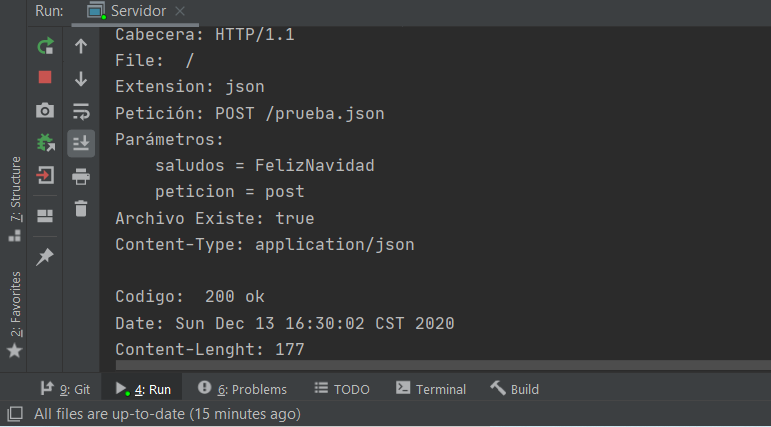 Run: Servidor
Cabecera: HTTP/1.1
File:  /
Extension: json
Petición: POST /prueba.json
Parámetros:
    saludos = FelizNavidad
    peticion = post
Archivo Existe: true
Content-Type: application/json
Codigo:  200 ok
Date: Sun Dec 13 16:30:02 CST 2020
Content-Lenght: 177
7: Structure
2: Favorites
9: Git
4: Run
6: Problems
TODO
Terminal
Build
All files are up-to-date (15 minutes ago)